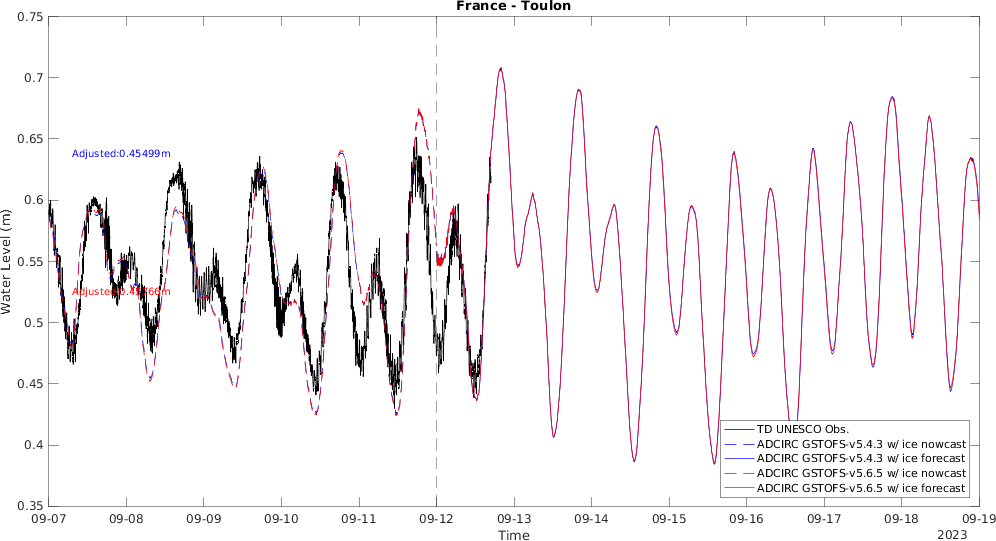 France - Toulon
0.75
0.7
0.65
0.6
0.55
0.5
0.45
0.4
0.35
Water Level (m)
Adjusted:0.45499m
TD UNESCO Obs.
ADCIRC GSTOFS-v5.4.3 w/ ice nowcast
ADCIRC GSTOFS-v5.4.3 w/ ice forecast
ADCIRC GSTOFS-v5.6.5 w/ ice nowcast
ADCIRC GSTOFS-v5.6.5 w/ ice forecast
09-07 09-08 09-09 09-10 09-11 09-12 09-13 09-14 09-15 09-16 09-17 09-18 09-19
Time
2023